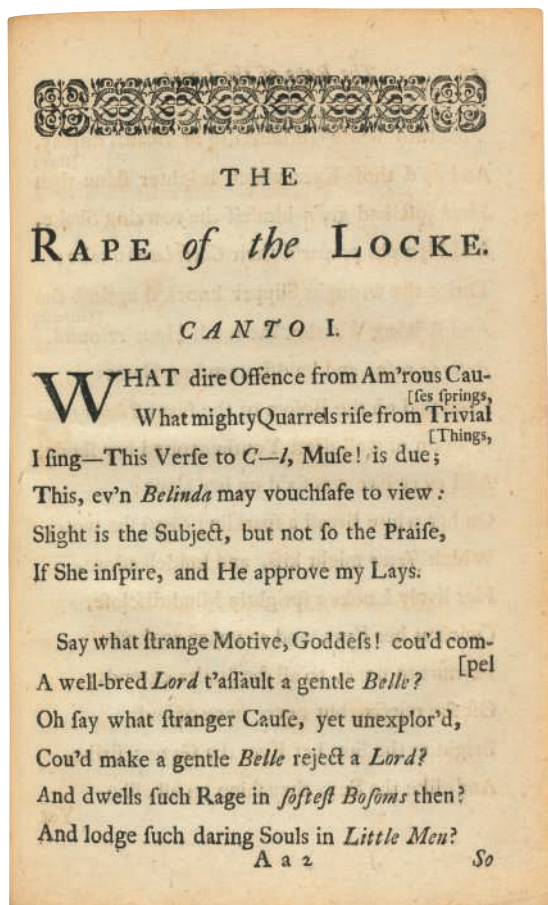 THE
RAPE of the LOCKE.
CANTO I.
WHAT dire Offence from Am'rous Cau-
[ſes ſprings,
What mighty Quarrels riſe from Trivial
[Things,
I ſing—This Verſe to C—l, Muſe! is due;
This, ev'n Belinda may vouchſafe to view:
Slight is the Subject, but not ſo the Praiſe,
If She inſpire, and He approve my Lays.
Say what ſtrange Motive, Goddeſs! cou'd com-
[pel
A well-bred Lord t'aſſault a gentle Belle?
Oh ſay what ſtranger Cauſe, yet unexplor'd,
Cou'd make a gentle Belle reject a Lord?
And dwells ſuch Rage in ſofteſt Boſoms then?
And lodge ſuch daring Souls in Little Men?
A a 2 So